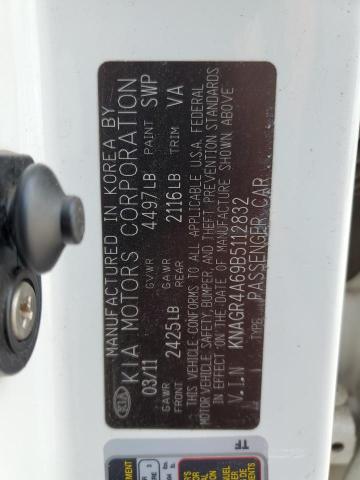 MANUFACTURED IN KOREA BY
KIA KIA MOTORS CORPORATION
03/11 GVWR 4497LB PAINT SWP
GAWR FRONT 2425LB GAWR REAR 2116LB TRIM VA
THIS VEHICLE CONFORMS TO ALL APPLICABLE U.S.A. FEDERAL
MOTOR VEHICLE SAFETY, BUMPER, AND THEFT PREVENTION STANDARDS
IN EFFECT ON THE DATE OF MANUFACTURE SHOWN ABOVE
V.I.N KNAGR4A69B5112832
TYPE PASSENGER CAR
TF